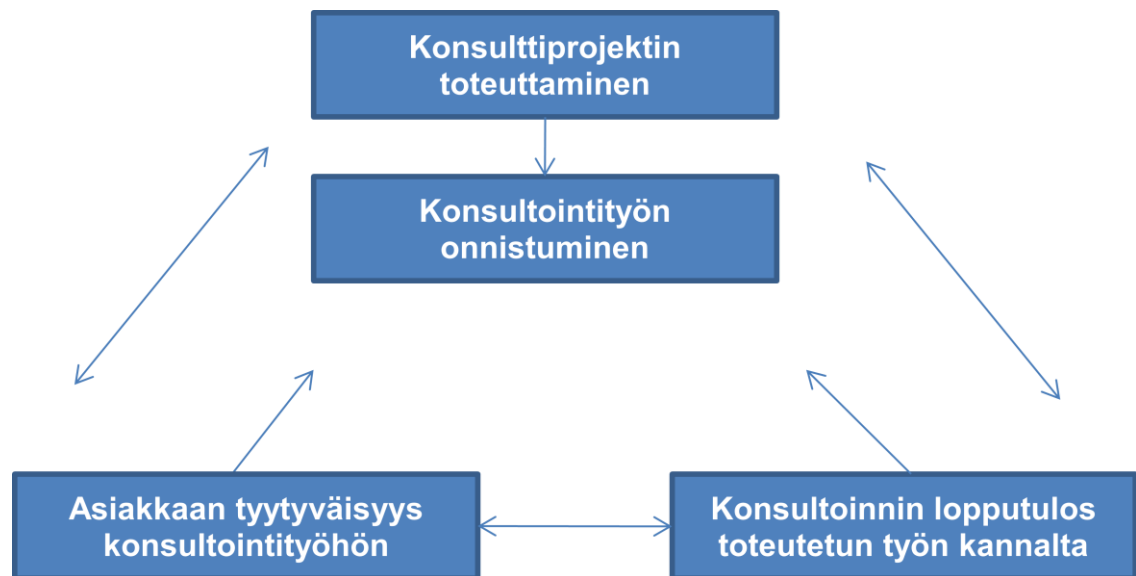 Konsulttiprojektin
toteuttaminen
Konsultointityön
onnistuminen
Asiakkaan tyytyväisyys
konsultointityöhön
Konsultoinnin lopputulos
toteutetun työn kannalta